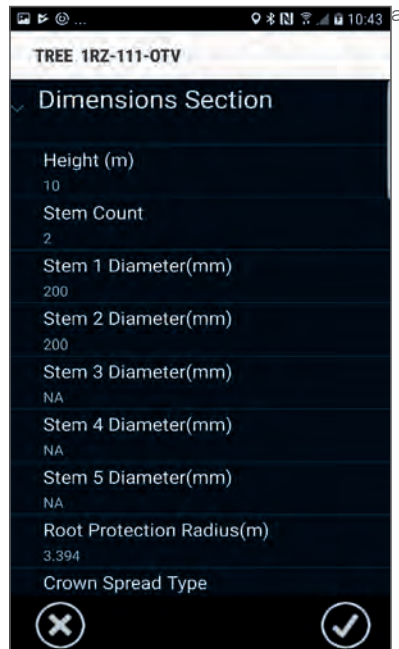 ... 10:43
a
TREE 1RZ-111-OTV
Dimensions Section
Height (m)
10
Stem Count
2
Stem 1 Diameter(mm)
200
Stem 2 Diameter(mm)
200
Stem 3 Diameter(mm)
NA
Stem 4 Diameter(mm)
NA
Stem 5 Diameter(mm)
NA
Root Protection Radius(m)
3.394
Crown Spread Type